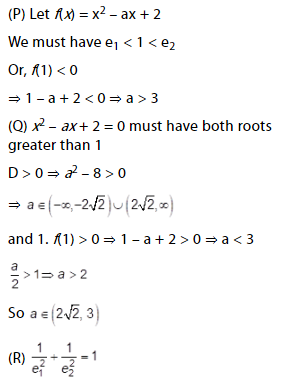 (P) Let f(x) = x² – ax + 2
We must have e₁ < 1 < e₂
Or, f(1) < 0
⇒ 1 – a + 2 < 0 ⇒ a > 3
(Q) x² – ax + 2 = 0 must have both roots
greater than 1
D > 0 ⇒ a² – 8 > 0
⇒ a ∈ (–∞, –2√2) ∪ (2√2, ∞)
and 1. f(1) > 0 ⇒ 1 – a + 2 > 0 ⇒ a < 3
a/2 > 1 ⇒ a > 2
So a ∈ (2√2, 3)
(R) 1/e₁² + 1/e₂² = 1